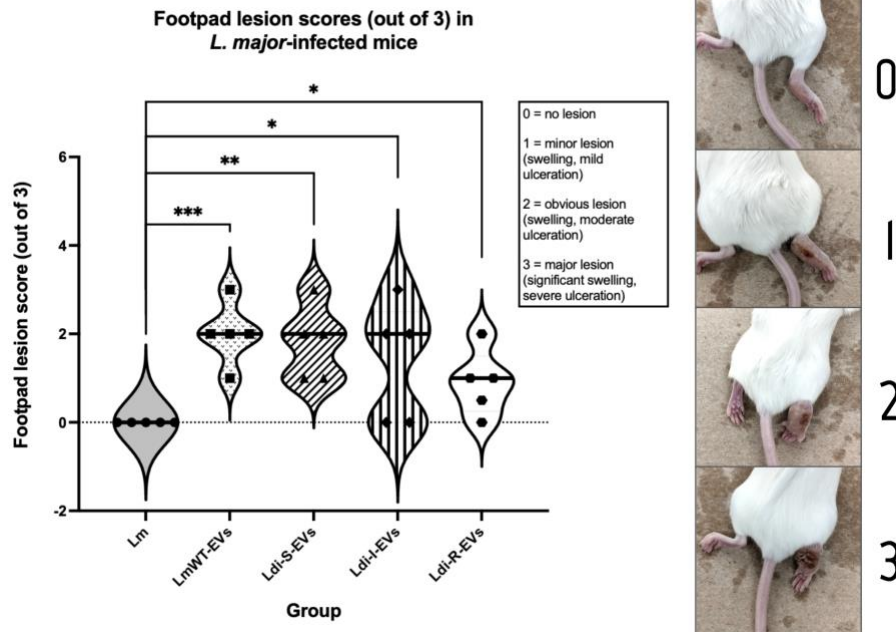 Footpad lesion scores (out of 3) in
L. major-infected mice
*
*
**
***
0 = no lesion
1 = minor lesion
(swelling, mild
ulceration)
2 = obvious lesion
(swelling, moderate
ulceration)
3 = major lesion
(significant swelling,
severe ulceration)
Footpad lesion score (out of 3)
6
4
2
0
-2
Lm
LmWT-EVs
Ldi-S-EVs
Ldi-I-EVs
Ldi-R-EVs
Group
0
1
2
3